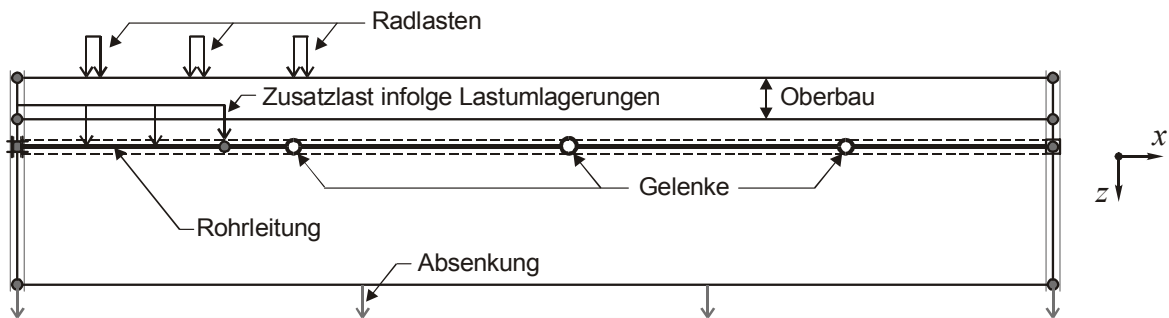 Radlasten
Zusatzlast infolge Lastumlagerungen
Oberbau
x
Gelenke
z
Rohrleitung
Absenkung